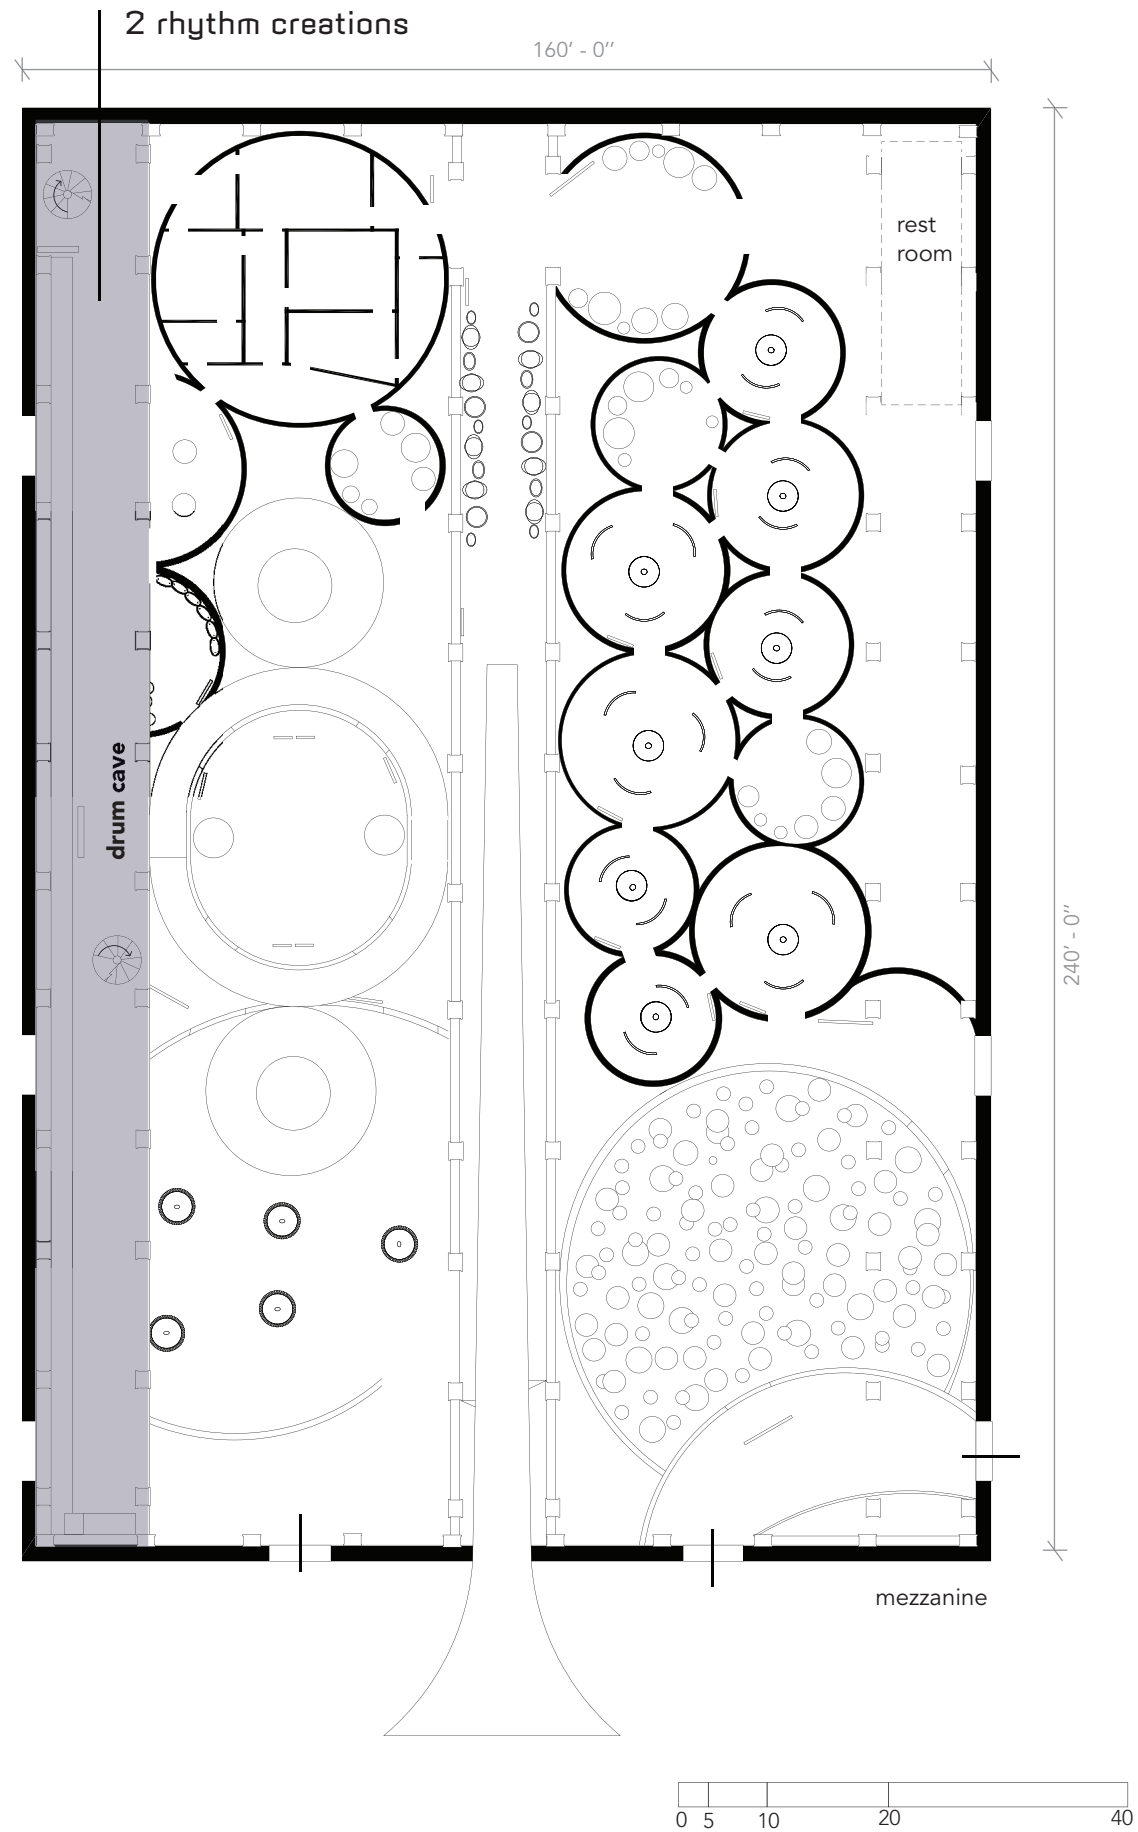 2 rhythm creations
160’ - 0’’
rest
room
drum cave
240’ - 0’’
mezzanine
0 5 10 20 40